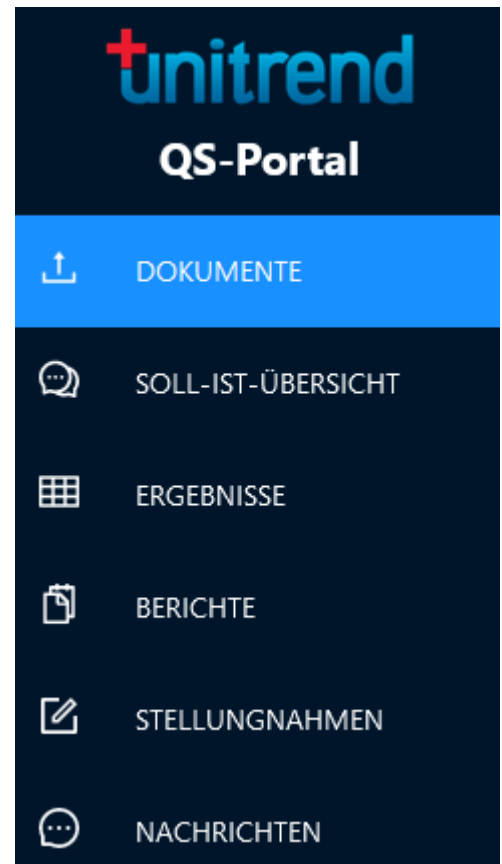 unitrend
QS-Portal
DOKUMENTE
SOLL-IST-ÜBERSICHT
ERGEBNISSE
BERICHTE
STELLUNGNAHMEN
NACHRICHTEN